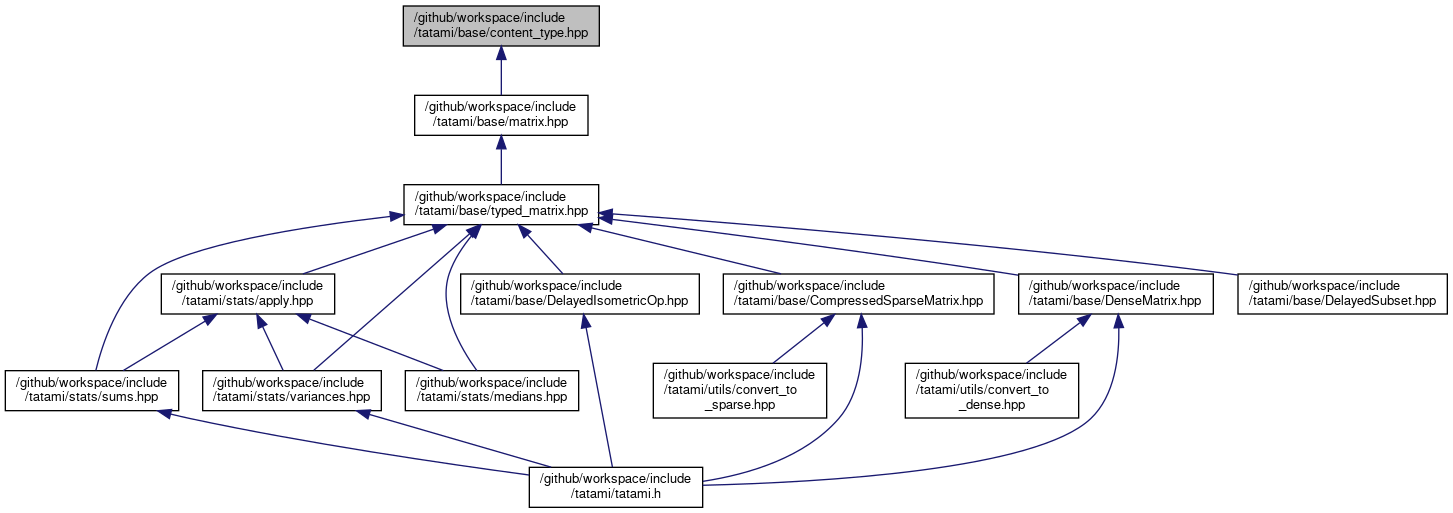 /github/workspace/include
/tatami/base/content_type.hpp
/github/workspace/include
/tatami/base/matrix.hpp
/github/workspace/include
/tatami/base/typed_matrix.hpp
/github/workspace/include
/tatami/stats/apply.hpp
/github/workspace/include
/tatami/base/DelayedIsometricOp.hpp
/github/workspace/include
/tatami/base/CompressedSparseMatrix.hpp
/github/workspace/include
/tatami/base/DenseMatrix.hpp
/github/workspace/include
/tatami/base/DelayedSubset.hpp
/github/workspace/include
/tatami/stats/sums.hpp
/github/workspace/include
/tatami/stats/variances.hpp
/github/workspace/include
/tatami/stats/medians.hpp
/github/workspace/include
/tatami/utils/convert_to
_sparse.hpp
/github/workspace/include
/tatami/utils/convert_to
_dense.hpp
/github/workspace/include
/tatami/tatami.h